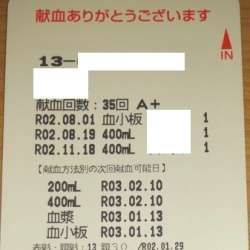 献血ありがとうございます
IN
13-
献血回数: 35回 A+
R02.08.01 血小板 1
R02.08.19 400mL 1
R02.11.18 400mL 1
【献血方法別の次回献血可能日】
200mL R03.02.10
400mL R03.02.10
血漿 R03.01.13
血小板 R03.01.13
/R02.01.29